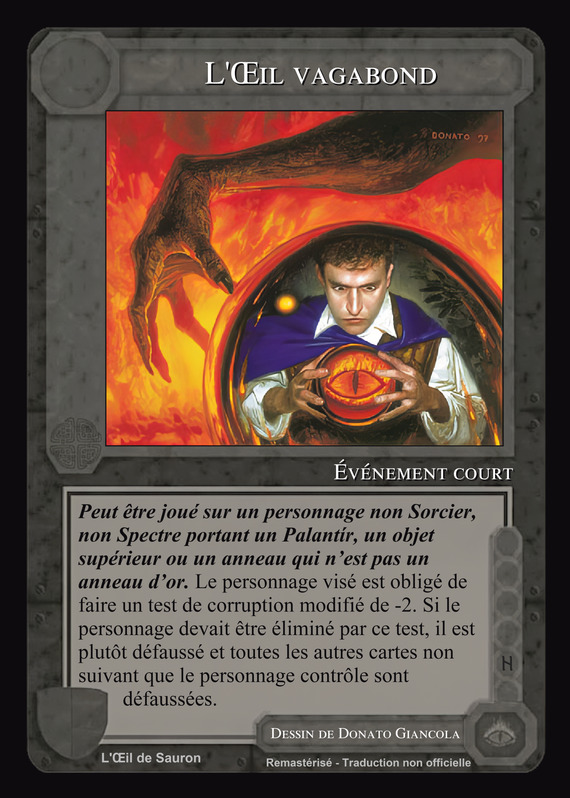 L'Œil vagabond
DONATO 97
Événement court
Peut être joué sur un personnage non Sorcier,
non Spectre portant un Palantír, un objet
supérieur ou un anneau qui n’est pas un
anneau d’or. Le personnage visé est obligé de
faire un test de corruption modifié de -2. Si le
personnage devait être éliminé par ce test, il est
plutôt défaussé et toutes les autres cartes non
suivant que le personnage contrôle sont
défaussées.
Dessin de Donato Giancola
L'Œil de Sauron
Remastérisé - Traduction non officielle